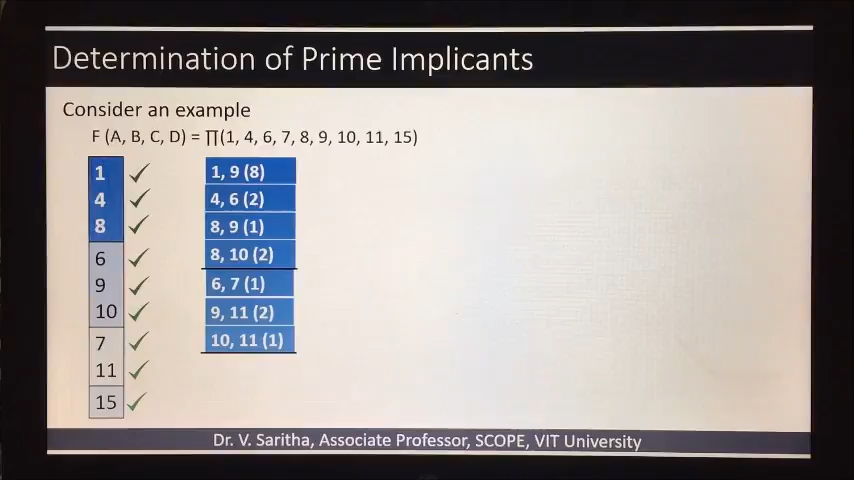 Determination of Prime Implicants
Consider an example
F (A, B, C, D) = ∏(1, 4, 6, 7, 8, 9, 10, 11, 15)
1
4
8
6
9
10
7
11
15
1, 9 (8)
4, 6 (2)
8, 9 (1)
8, 10 (2)
6, 7 (1)
9, 11 (2)
10, 11 (1)
Dr. V. Saritha, Associate Professor, SCOPE, VIT University